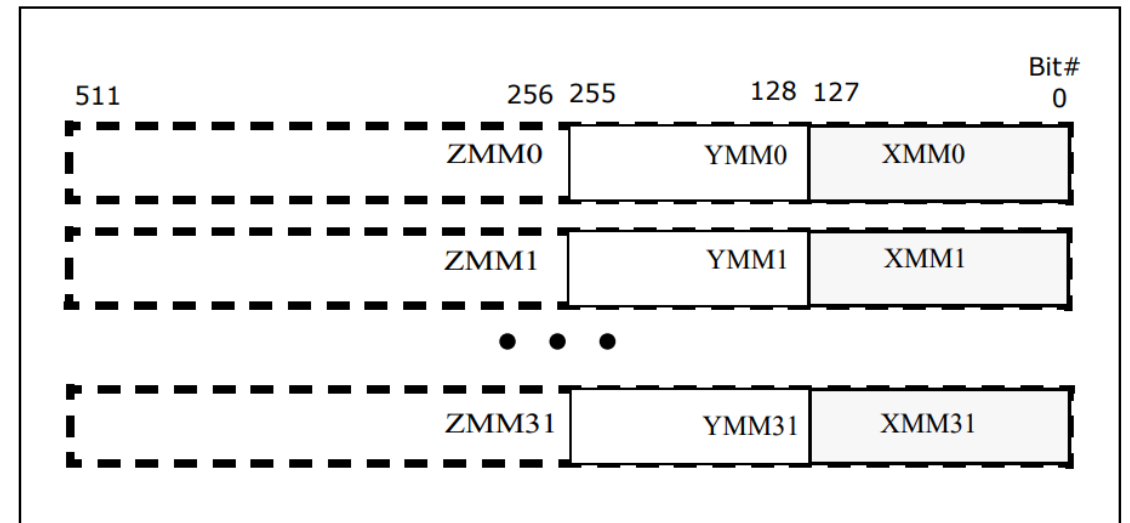 Bit#
511 256 255 128 127 0
ZMM0 YMM0 XMM0
ZMM1 YMM1 XMM1
ZMM31 YMM31 XMM31